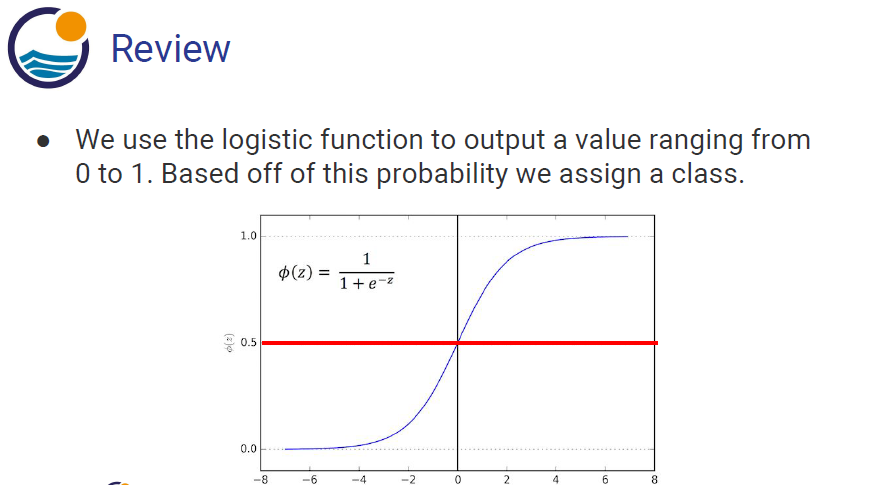 Review
● We use the logistic function to output a value ranging from
0 to 1. Based off of this probability we assign a class.
1.0
ϕ(z) = 1 / (1 + e^−z)
ϕ(z)
0.5
0.0
−8 −6 −4 −2 0 2 4 6 8